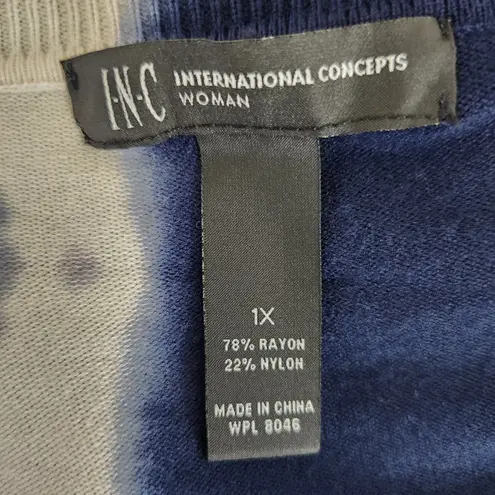 I·N·C INTERNATIONAL CONCEPTS
WOMAN
1X
78% RAYON
22% NYLON
MADE IN CHINA
WPL 8046